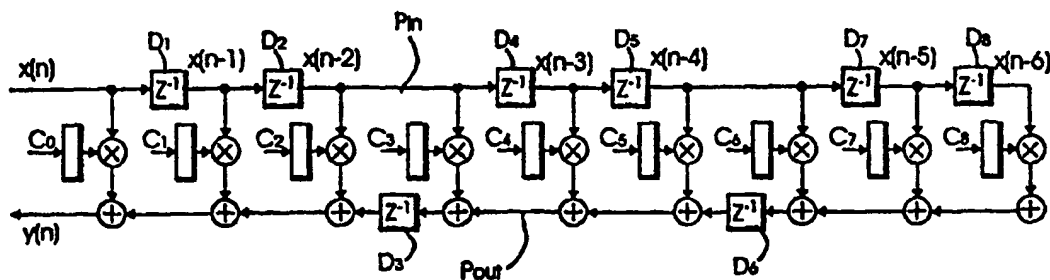 D1 D2 Pin D4 D5 D7 D8
x(n) x(n-1) x(n-2) x(n-3) x(n-4) x(n-5) x(n-6)
Z-1 Z-1 Z-1 Z-1 Z-1 Z-1
C0 C1 C2 C3 C4 C5 C6 C7 C8
Z-1 Z-1
y(n) D3 Pout D6